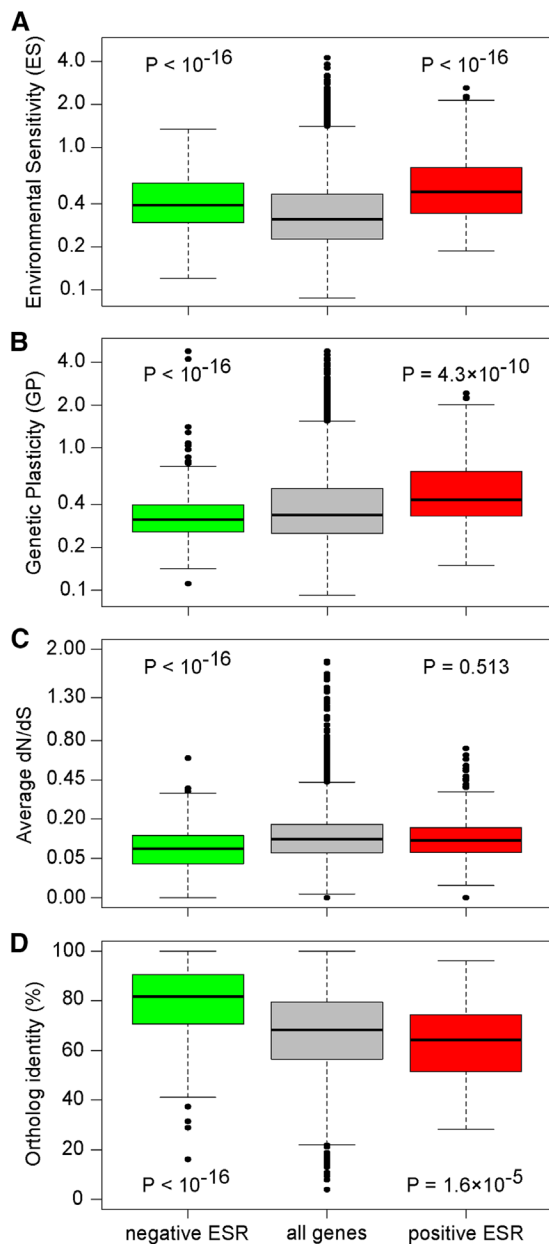 A
Environmental Sensitivity (ES)
4.0
2.0
1.0
0.4
0.2
0.1
P < 10⁻¹⁶
P < 10⁻¹⁶
B
Genetic Plasticity (GP)
4.0
2.0
1.0
0.4
0.2
0.1
P < 10⁻¹⁶
P = 4.3×10⁻¹⁰
C
Average dN/dS
2.00
1.30
0.80
0.45
0.20
0.05
0.00
P < 10⁻¹⁶
P = 0.513
D
Ortholog identity (%)
100
80
60
40
20
0
P < 10⁻¹⁶
P = 1.6×10⁻⁵
negative ESR
all genes
positive ESR